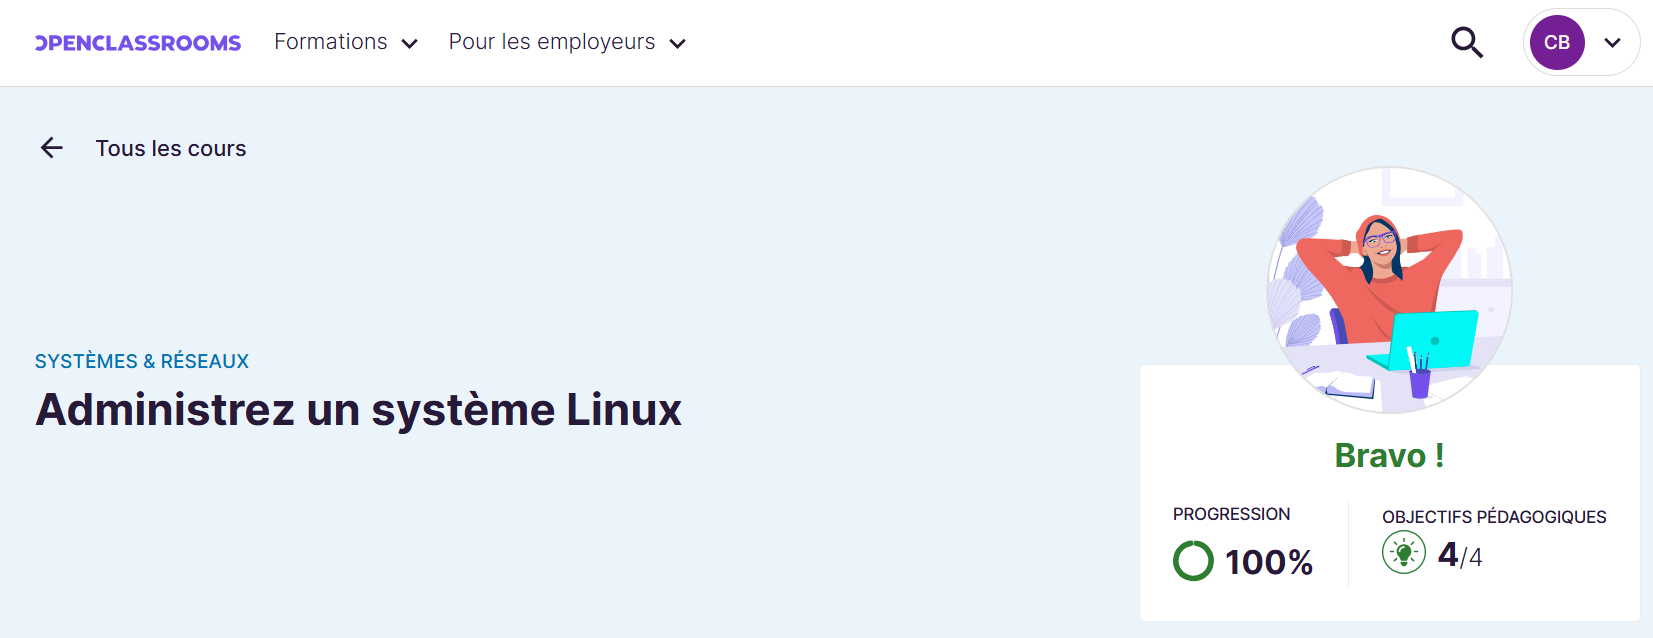 OPENCLASSROOMS Formations Pour les employeurs CB
Tous les cours
SYSTÈMES & RÉSEAUX
Administrez un système Linux
Bravo !
PROGRESSION
100%
OBJECTIFS PÉDAGOGIQUES
4/4